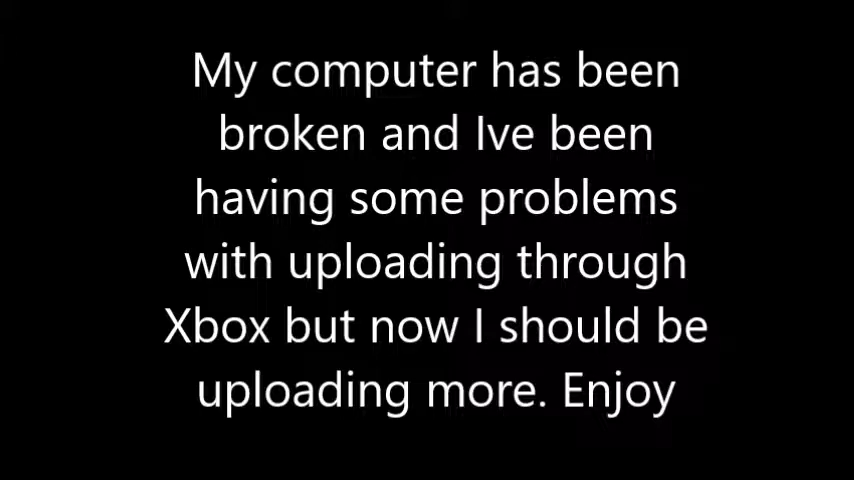 My computer has been
broken and Ive been
having some problems
with uploading through
Xbox but now I should be
uploading more. Enjoy